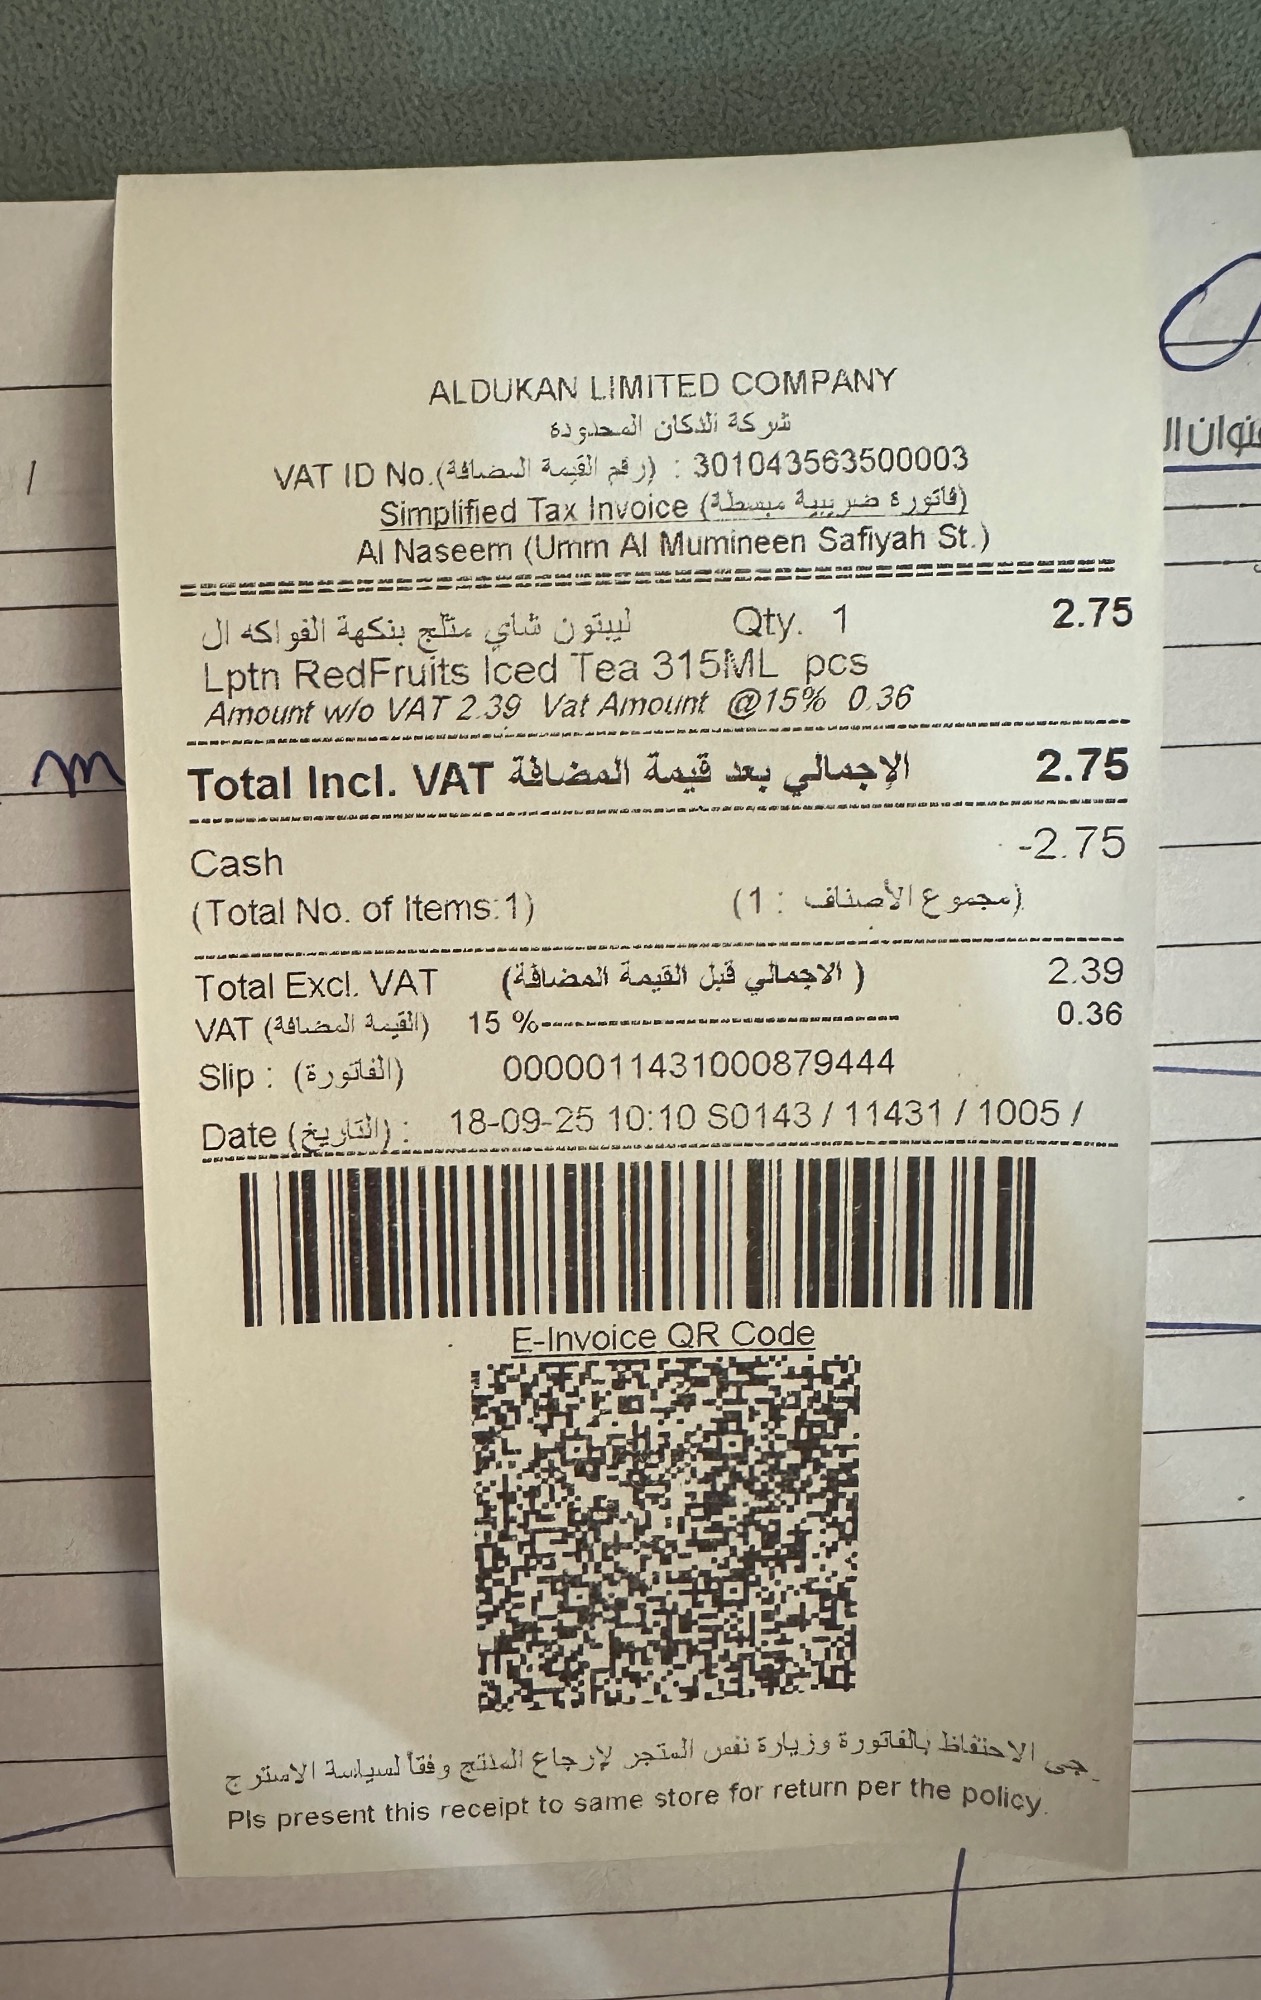 ALDUKAN LIMITED COMPANY
شركة الدكان المحدودة
VAT ID No.(رقم القيمة المضافة) : 301043563500003
Simplified Tax Invoice (فاتورة ضريبية مبسطة)
Al Naseem (Umm Al Mumineen Safiyah St.)
ليبتون شاي مثلج بنكهة الفواكه ال Qty. 1 2.75
Lptn RedFruits Iced Tea 315ML pcs
Amount w/o VAT 2.39 Vat Amount @15% 0.36
Total Incl. VAT الإجمالي بعد قيمة المضافة 2.75
Cash -2.75
(Total No. of Items:1) (مجموع الأصناف : 1)
Total Excl. VAT (الاجمالي قبل القيمة المضافة ) 2.39
VAT (القيمة المضافة) 15 %------------------------ 0.36
Slip : (الفاتورة) 0000011431000879444
Date (التاريخ) : 18-09-25 10:10 S0143 / 11431 / 1005 /
E-Invoice QR Code
جى الاحتفاظ بالفاتورة وزيارة نفس المتجر لإرجاع المنتج وفقاً لسياسة الاسترج
Pls present this receipt to same store for return per the policy.